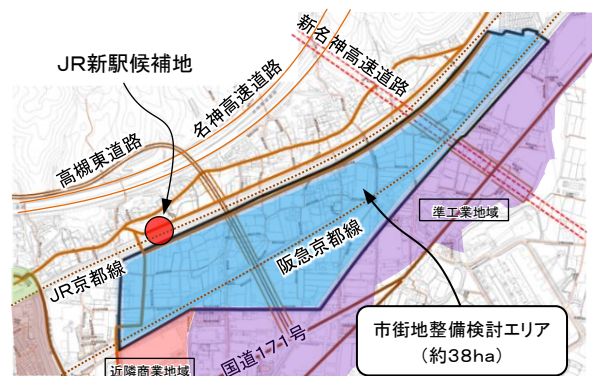 JR新駅候補地
新名神高速道路
名神高速道路
高槻東道路
準工業地域
阪急京都線
JR京都線
市街地整備検討エリア
(約38ha)
国道171号
近隣商業地域